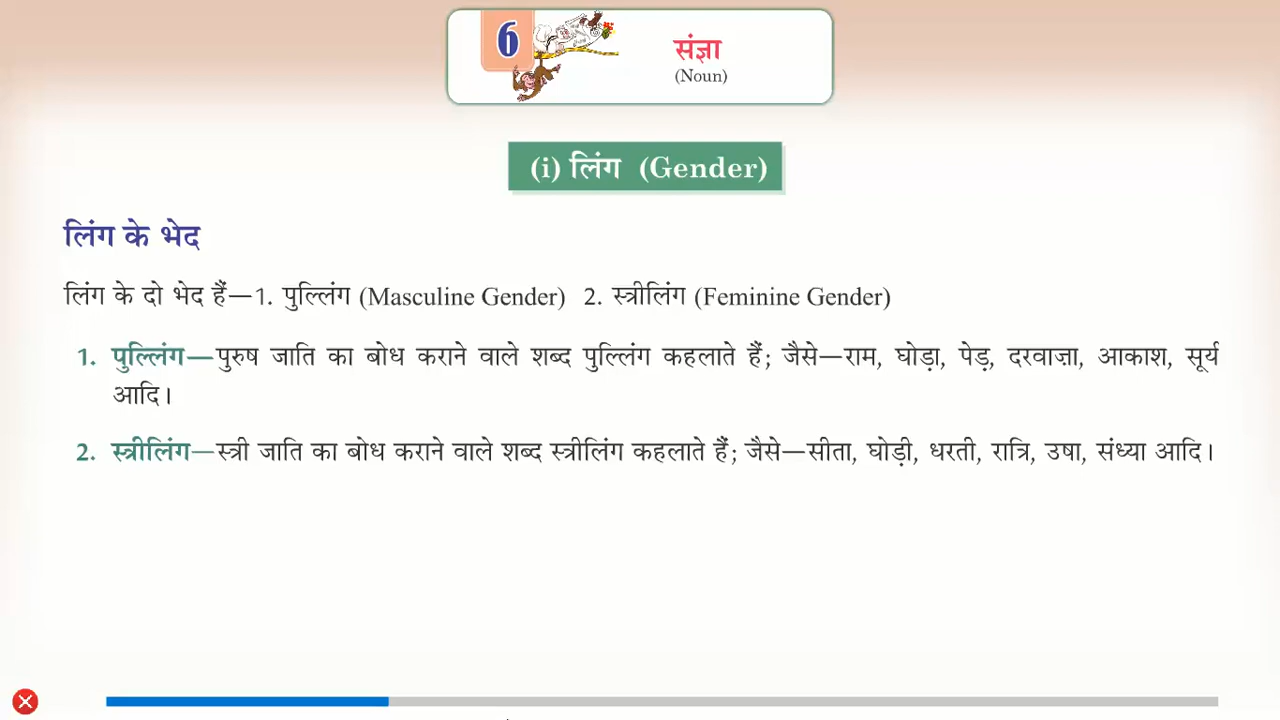 6
संज्ञा
(Noun)
(i) लिंग (Gender)
लिंग के भेद
लिंग के दो भेद हैं—1. पुल्लिंग (Masculine Gender) 2. स्त्रीलिंग (Feminine Gender)
1. पुल्लिंग—पुरुष जाति का बोध कराने वाले शब्द पुल्लिंग कहलाते हैं; जैसे—राम, घोड़ा, पेड़, दरवाज़ा, आकाश, सूर्य
आदि।
2. स्त्रीलिंग—स्त्री जाति का बोध कराने वाले शब्द स्त्रीलिंग कहलाते हैं; जैसे—सीता, घोड़ी, धरती, रात्रि, उषा, संध्या आदि।